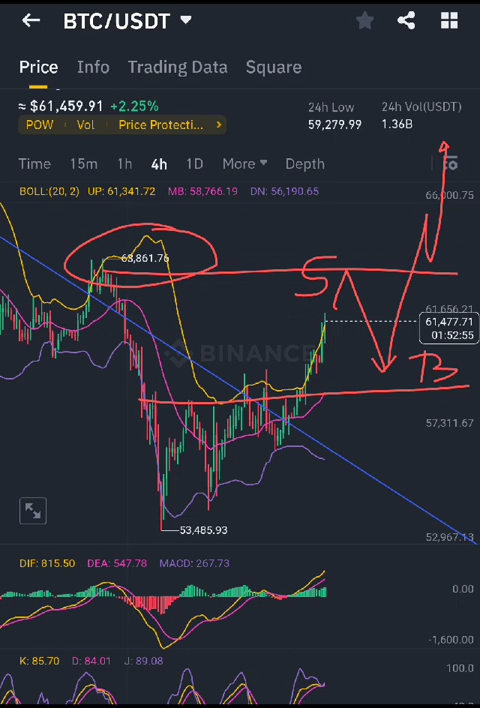 BTC/USDT
Price Info Trading Data Square
≈ $61,459.91 +2.25%
24h Low 24h Vol(USDT)
59,279.99 1.36B
POW Vol Price Protecti...
Time 15m 1h 4h 1D More Depth
BOLL:(20, 2) UP: 61,341.72 MB: 58,766.19 DN: 56,190.65
66,000.75
63,861.76
S
61,656.21
61,477.71
01:52:55
BINANCE
B
57,311.67
53,485.93
52,967.13
DIF: 815.50 DEA: 547.78 MACD: 267.73
0.00
-1,600.00
K: 85.70 D: 84.01 J: 89.08
100.0
0.0